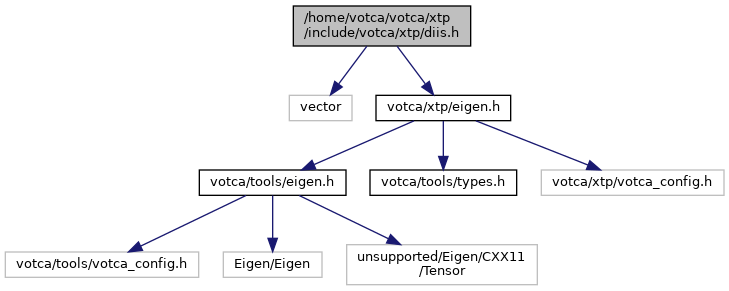 /home/votca/votca/xtp
/include/votca/xtp/diis.h
vector
votca/xtp/eigen.h
votca/tools/eigen.h
votca/tools/types.h
votca/xtp/votca_config.h
votca/tools/votca_config.h
Eigen/Eigen
unsupported/Eigen/CXX11
/Tensor